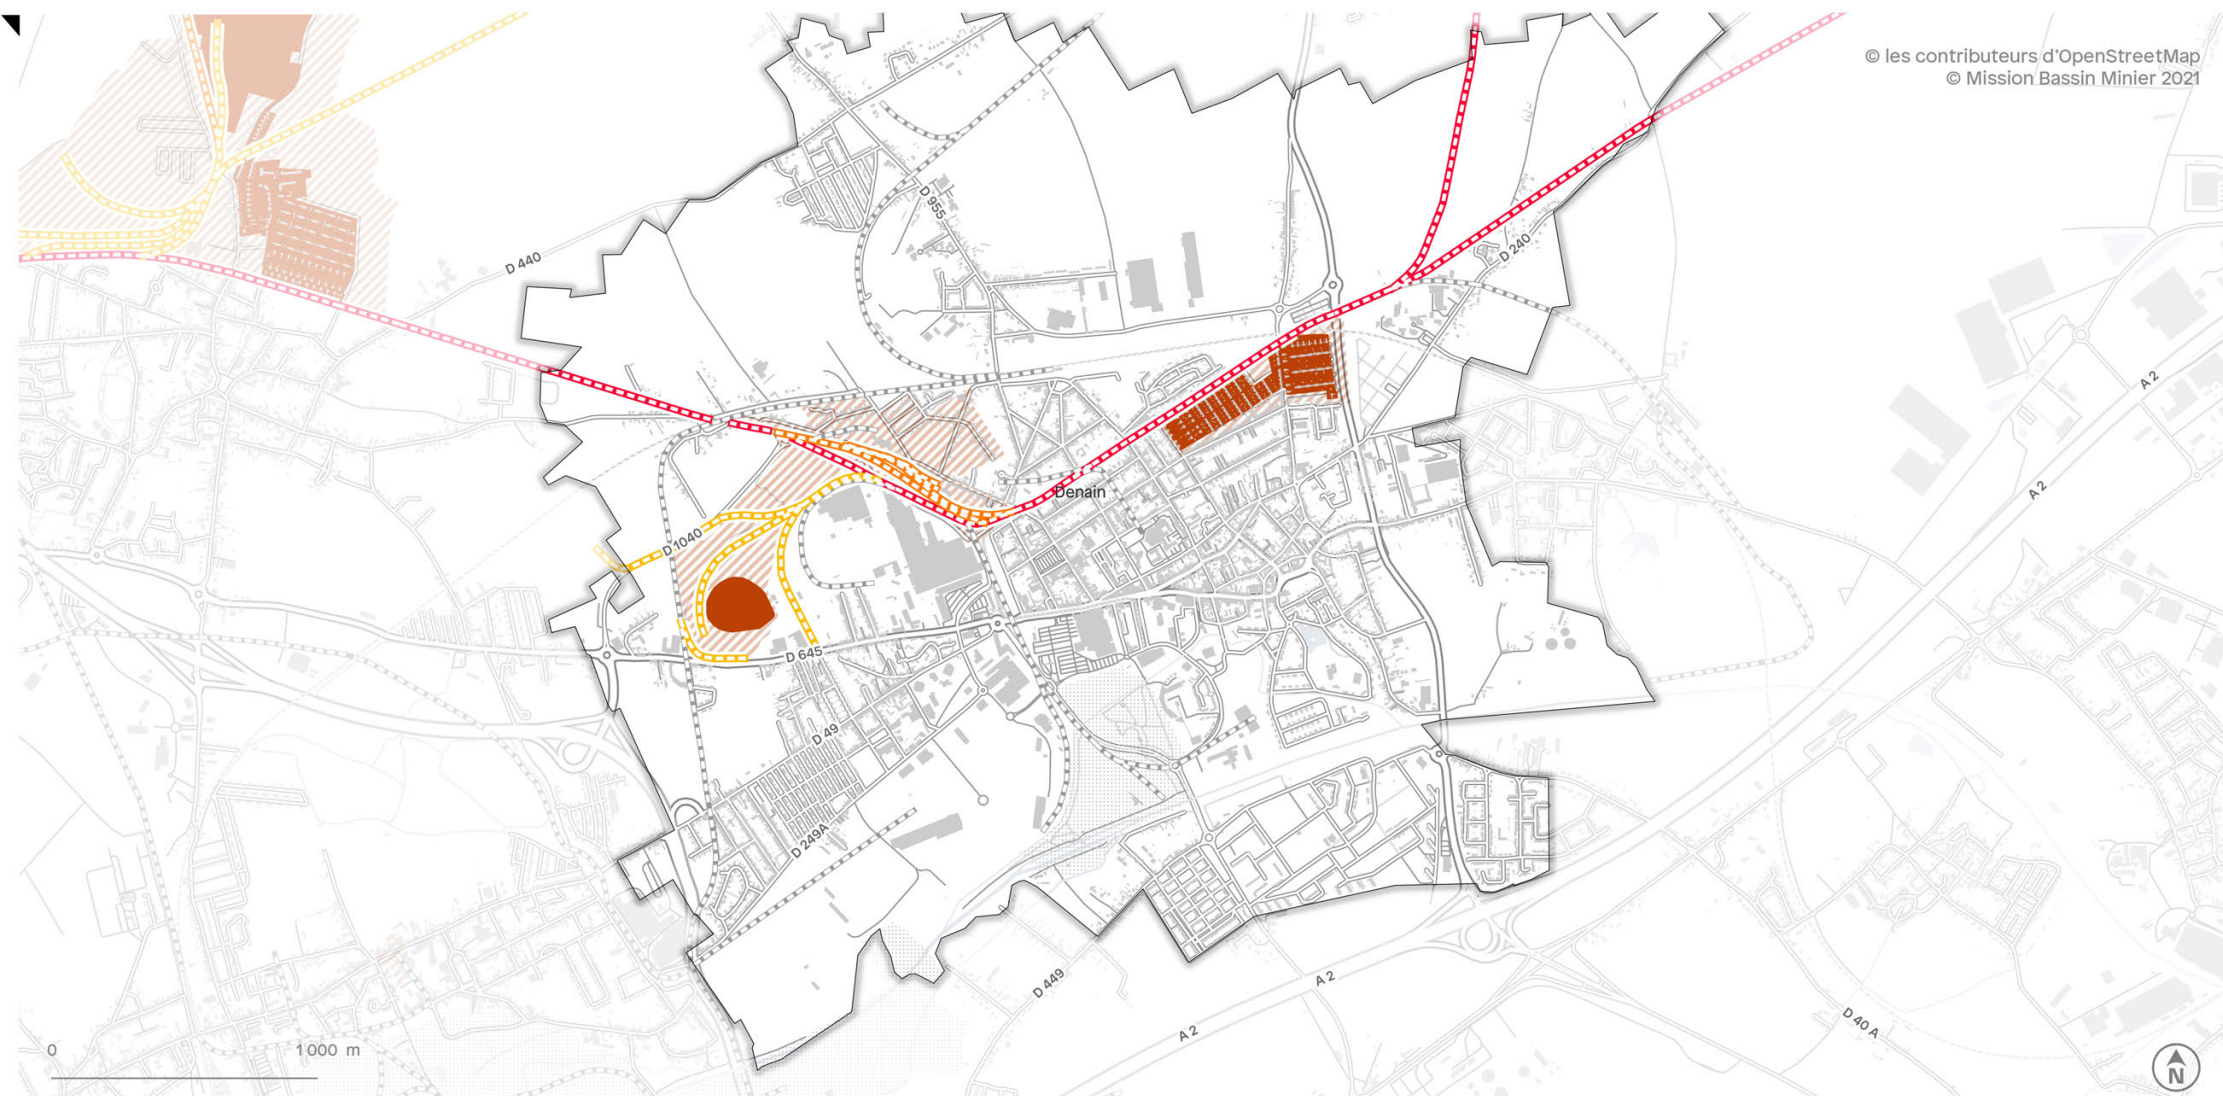 © les contributeurs d'OpenStreetMap
© Mission Bassin Minier 2021
D 955
D 440
D 240
A 2
A 2
Denain
D 1040
D 645
D 49
D 249A
D 449
A 2
A 2
D 40 A
0 1 000 m
N